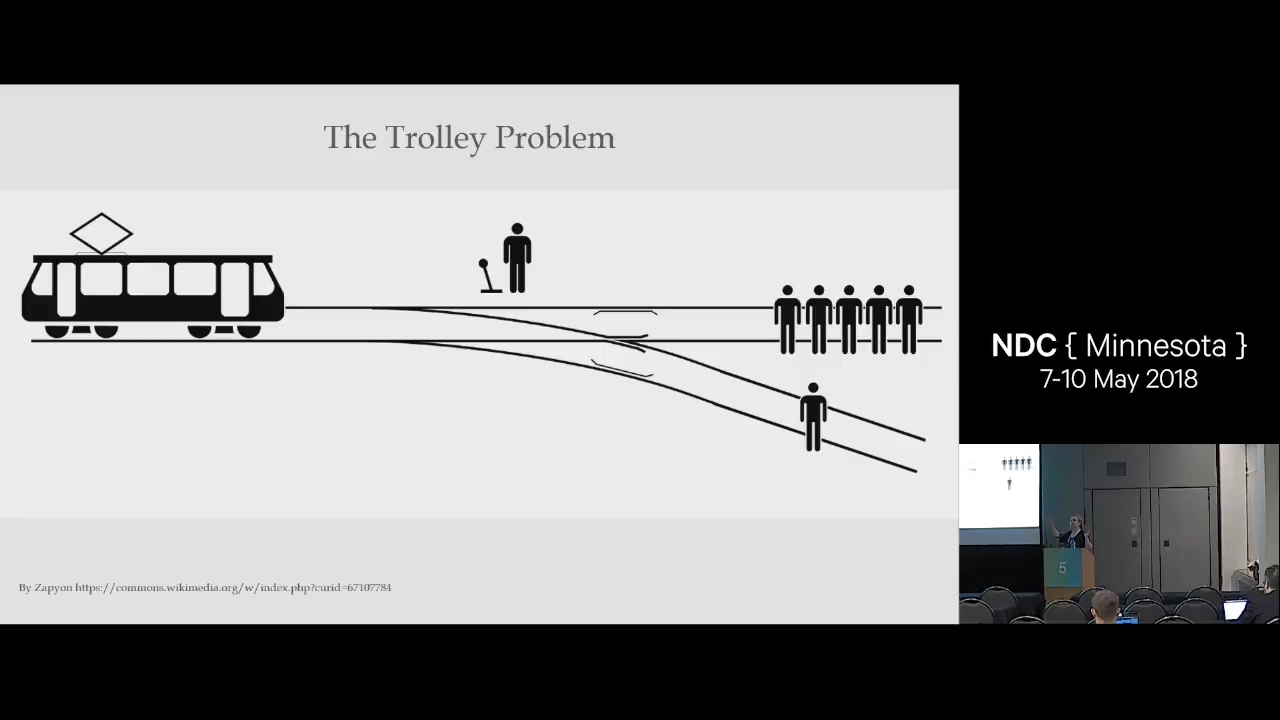 The Trolley Problem
NDC { Minnesota }
7-10 May 2018
5
By Zapyon https://commons.wikimedia.org/w/index.php?curid=67107784